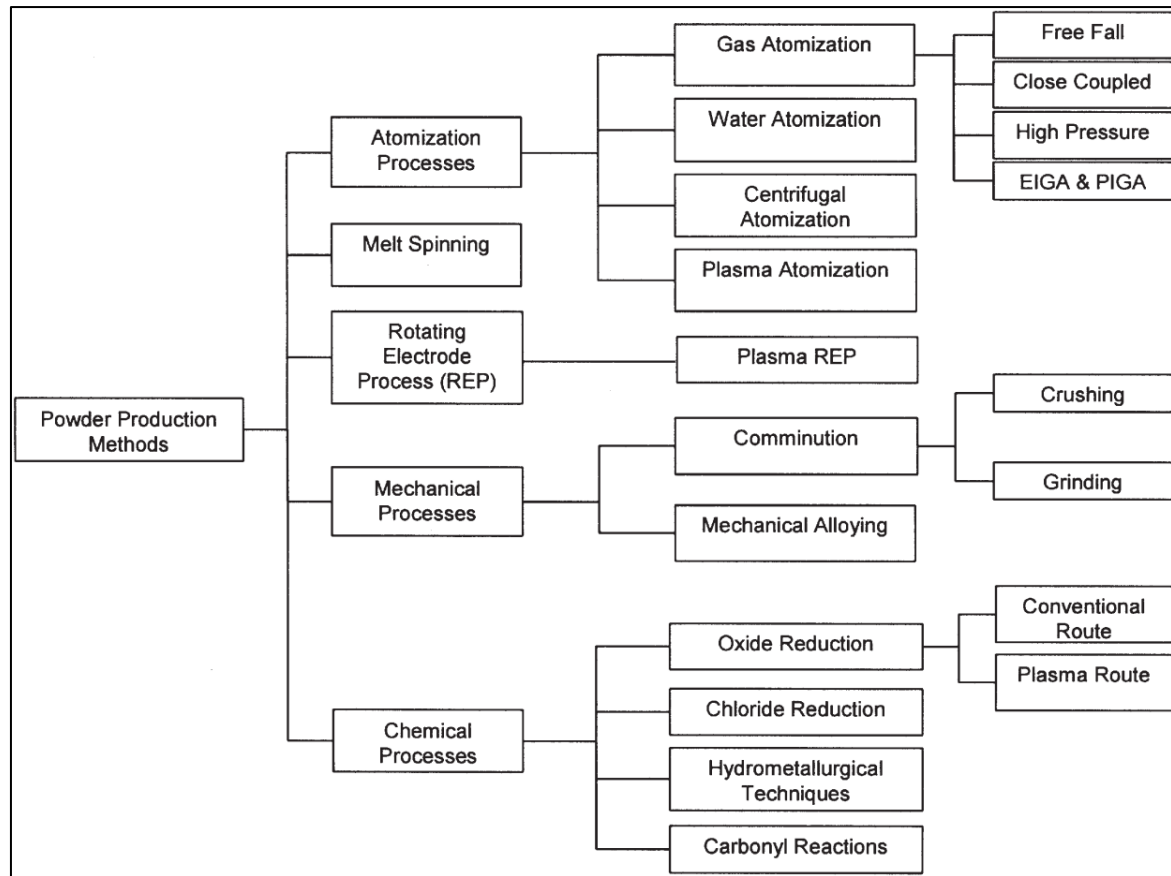 Powder Production
Methods
Atomization
Processes
Melt Spinning
Rotating
Electrode
Process (REP)
Mechanical
Processes
Chemical
Processes
Gas Atomization
Water Atomization
Centrifugal
Atomization
Plasma Atomization
Plasma REP
Comminution
Mechanical Alloying
Oxide Reduction
Chloride Reduction
Hydrometallurgical
Techniques
Carbonyl Reactions
Free Fall
Close Coupled
High Pressure
EIGA & PIGA
Crushing
Grinding
Conventional
Route
Plasma Route